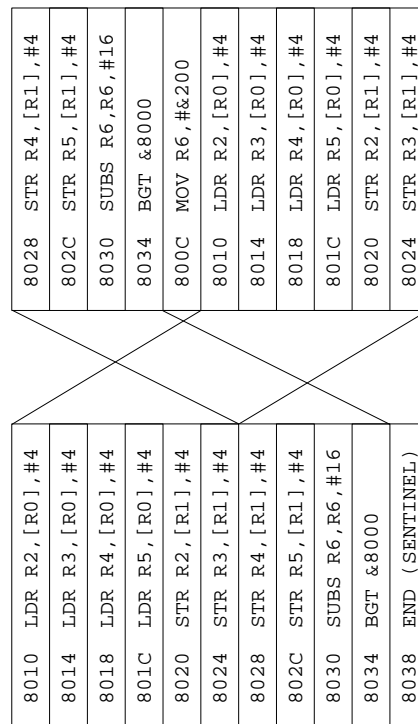 8010 LDR R2,[R0],#4
8014 LDR R3,[R0],#4
8018 LDR R4,[R0],#4
801C LDR R5,[R0],#4
8020 STR R2,[R1],#4
8024 STR R3,[R1],#4
8028 STR R4,[R1],#4
802C STR R5,[R1],#4
8030 SUBS R6,R6,#16
8034 BGT &8000
8038 END (SENTINEL)
8028 STR R4,[R1],#4
802C STR R5,[R1],#4
8030 SUBS R6,R6,#16
8034 BGT &8000
800C MOV R6,#&200
8010 LDR R2,[R0],#4
8014 LDR R3,[R0],#4
8018 LDR R4,[R0],#4
801C LDR R5,[R0],#4
8020 STR R2,[R1],#4
8024 STR R3,[R1],#4